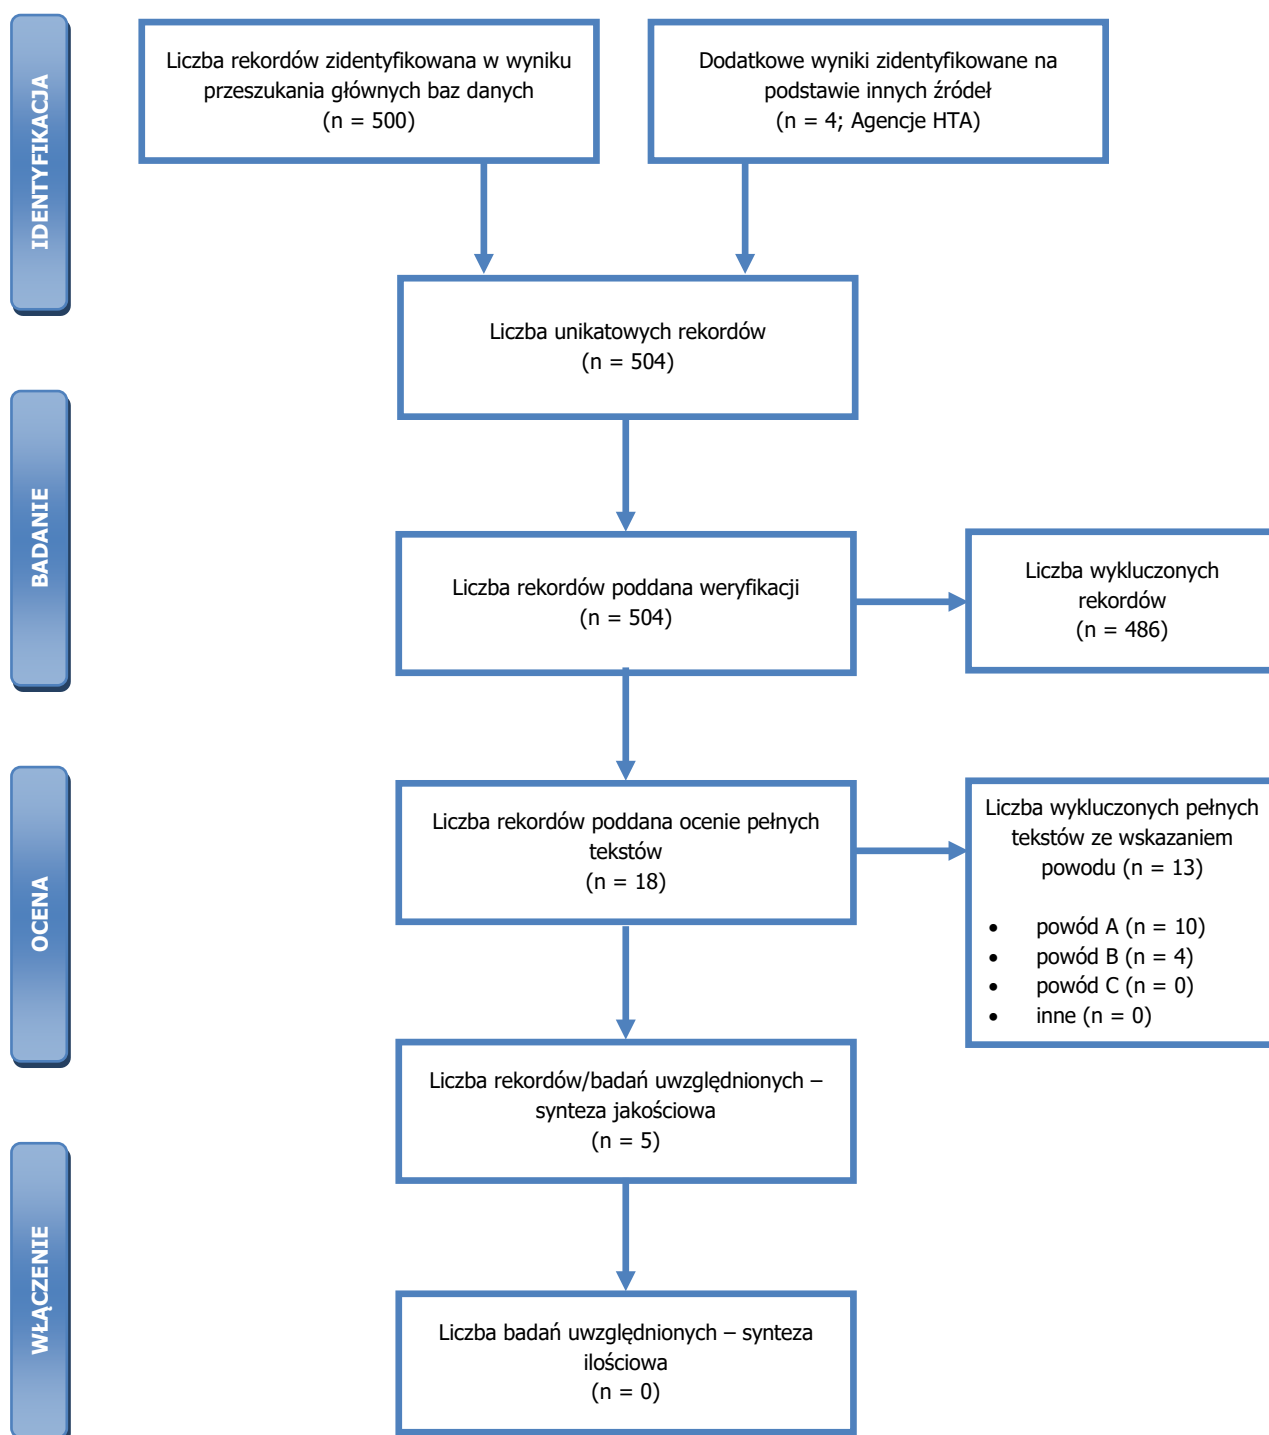 IDENTYFIKACJA
Liczba rekordów zidentyfikowana w wyniku
przeszukania głównych baz danych
(n = 500)
Dodatkowe wyniki zidentyfikowane na
podstawie innych źródeł
(n = 4; Agencje HTA)
Liczba unikatowych rekordów
(n = 504)
BADANIE
Liczba rekordów poddana weryfikacji
(n = 504)
Liczba wykluczonych
rekordów
(n = 486)
OCENA
Liczba rekordów poddana ocenie pełnych
tekstów
(n = 18)
Liczba wykluczonych pełnych
tekstów ze wskazaniem
powodu (n = 13)
• powód A (n = 10)
• powód B (n = 4)
• powód C (n = 0)
• inne (n = 0)
Liczba rekordów/badań uwzględnionych –
synteza jakościowa
(n = 5)
WŁĄCZENIE
Liczba badań uwzględnionych – synteza
ilościowa
(n = 0)